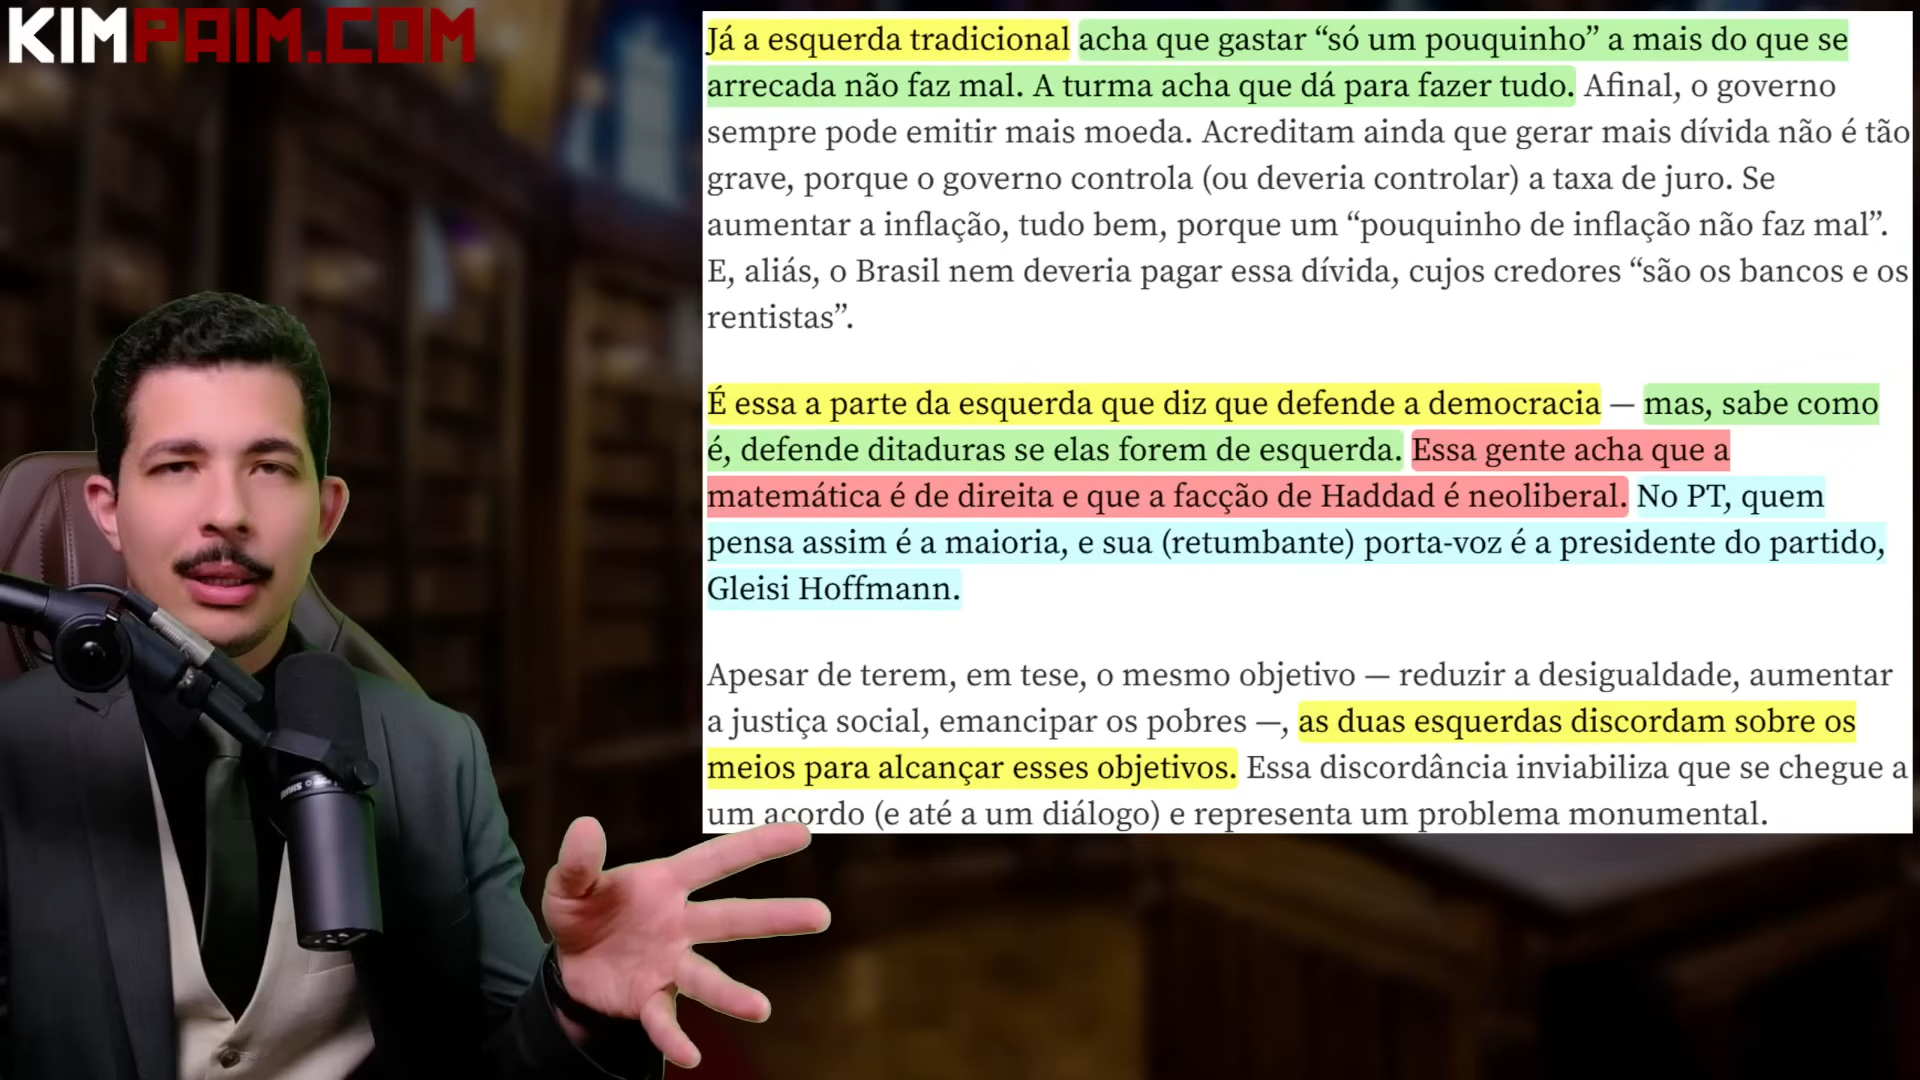 KIMPAIM.COM
Já a esquerda tradicional acha que gastar “só um pouquinho” a mais do que se
arrecada não faz mal. A turma acha que dá para fazer tudo. Afinal, o governo
sempre pode emitir mais moeda. Acreditam ainda que gerar mais dívida não é tão
grave, porque o governo controla (ou deveria controlar) a taxa de juro. Se
aumentar a inflação, tudo bem, porque um “pouquinho de inflação não faz mal”.
E, aliás, o Brasil nem deveria pagar essa dívida, cujos credores “são os bancos e os
rentistas”.
É essa a parte da esquerda que diz que defende a democracia — mas, sabe como
é, defende ditaduras se elas forem de esquerda. Essa gente acha que a
matemática é de direita e que a facção de Haddad é neoliberal. No PT, quem
pensa assim é a maioria, e sua (retumbante) porta-voz é a presidente do partido,
Gleisi Hoffmann.
Apesar de terem, em tese, o mesmo objetivo — reduzir a desigualdade, aumentar
a justiça social, emancipar os pobres —, as duas esquerdas discordam sobre os
meios para alcançar esses objetivos. Essa discordância inviabiliza que se chegue a
um acordo (e até a um diálogo) e representa um problema monumental.
SHURE